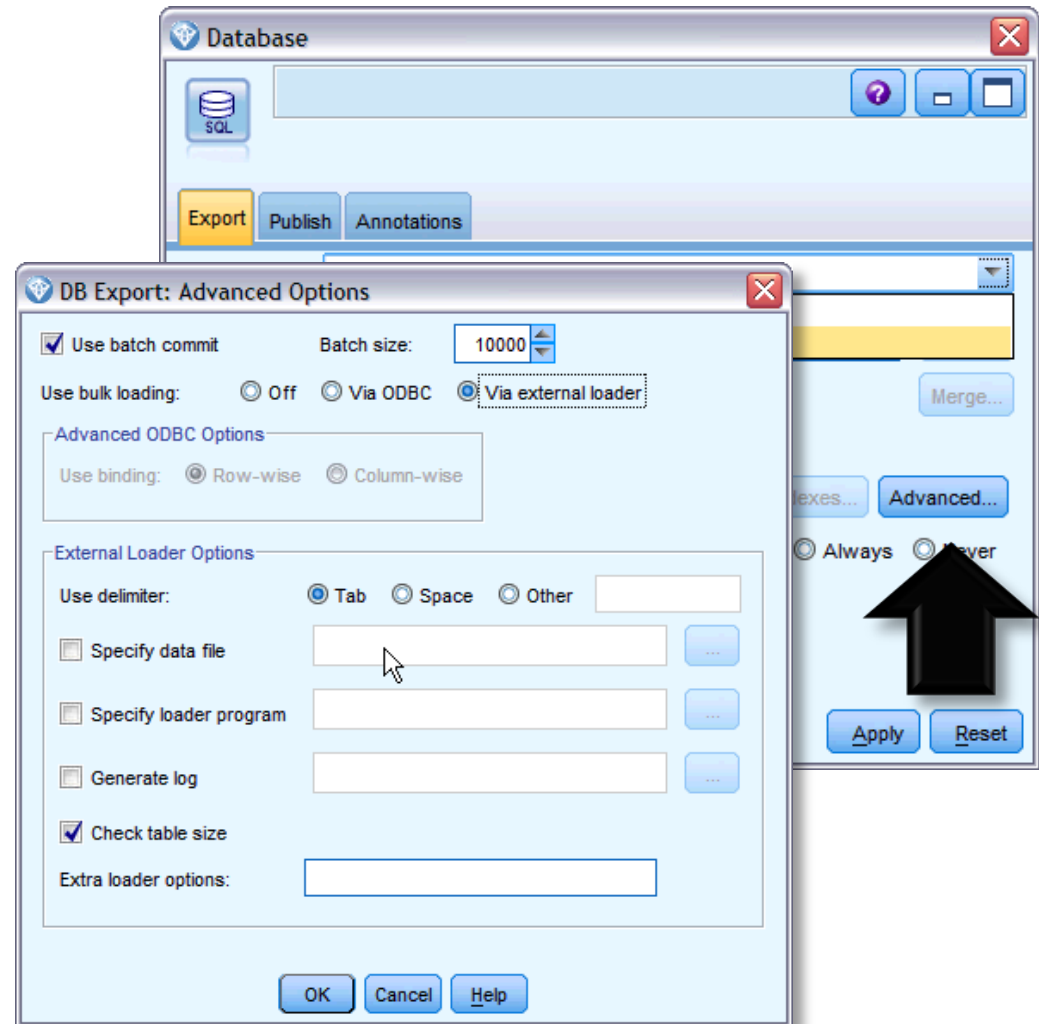 Database
SQL
Export Publish Annotations
DB Export: Advanced Options
Use batch commit Batch size: 10000
Use bulk loading: Off Via ODBC Via external loader
Merge...
Advanced ODBC Options
Use binding: Row-wise Column-wise
Advanced...
External Loader Options
Always
Use delimiter: Tab Space Other
Specify data file ...
Specify loader program ...
Apply Reset
Generate log ...
Check table size
Extra loader options:
OK Cancel Help